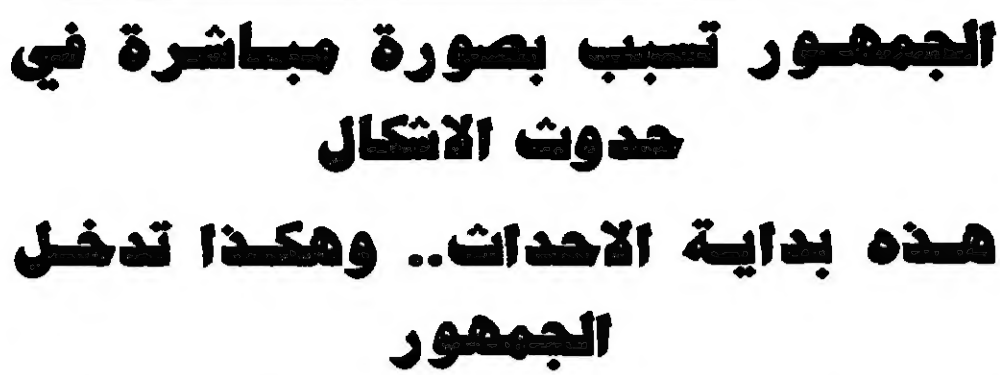 الجمهور تسبب بصورة مباشرة في
حدوث الاشكال
هذه بداية الاحداث.. وهكذا تدخل
الجمهور